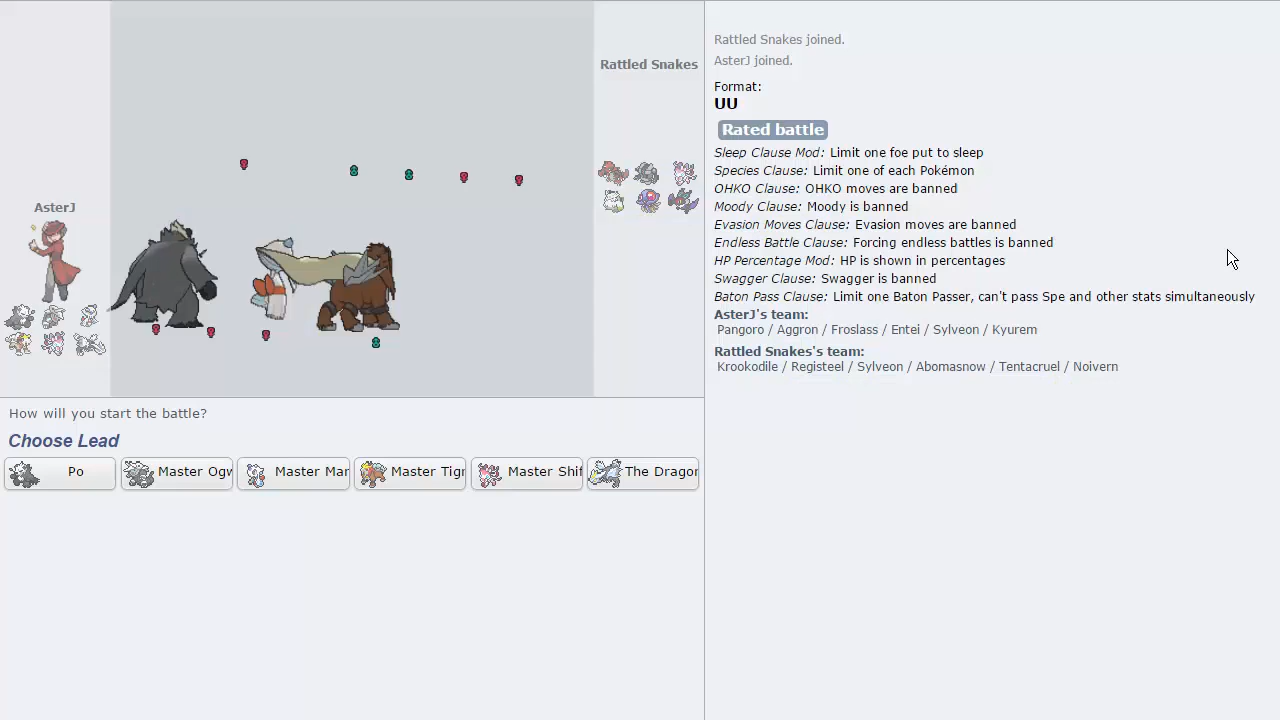 Rattled Snakes
AsterJ
How will you start the battle?
Choose Lead
Po
Master Ogw
Master Mar
Master Tigr
Master Shif
The Dragor
Rattled Snakes joined.
AsterJ joined.
Format:
UU
Rated battle
Sleep Clause Mod: Limit one foe put to sleep
Species Clause: Limit one of each Pokémon
OHKO Clause: OHKO moves are banned
Moody Clause: Moody is banned
Evasion Moves Clause: Evasion moves are banned
Endless Battle Clause: Forcing endless battles is banned
HP Percentage Mod: HP is shown in percentages
Swagger Clause: Swagger is banned
Baton Pass Clause: Limit one Baton Passer, can't pass Spe and other stats simultaneously
AsterJ's team:
Pangoro / Aggron / Froslass / Entei / Sylveon / Kyurem
Rattled Snakes's team:
Krookodile / Registeel / Sylveon / Abomasnow / Tentacruel / Noivern